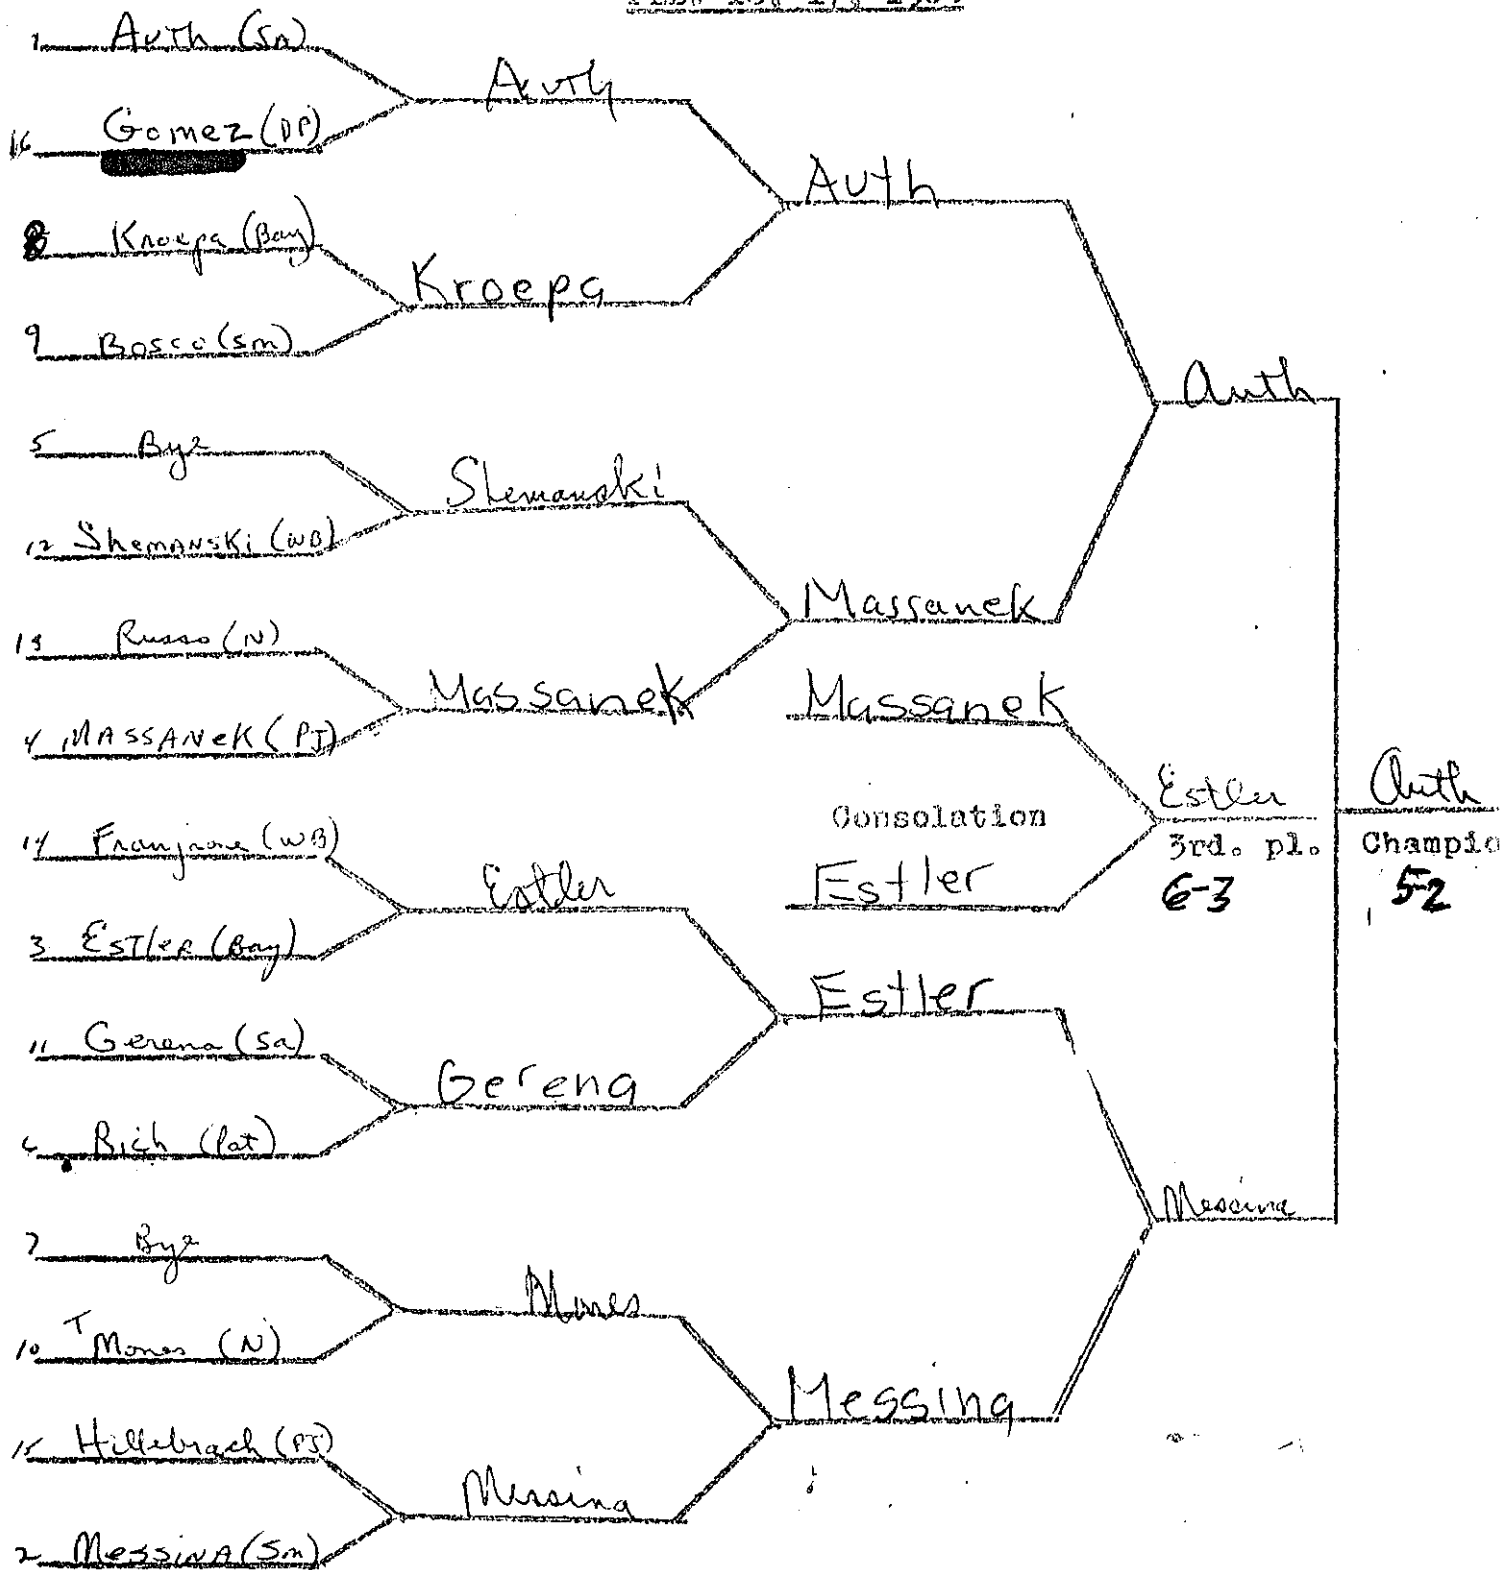 1 Auth (Sm)
Auth
16 Gomez (DP)
Auth
8 Kroepa (Bay)
Kroepa
9 Bosco (Sm)
Auth
5 Bye
Shemanski
12 Shemanski (WB)
Massanek
13 Russo (N)
Massanek
Massanek
4 Massanek (PJ)
Auth
Estler
Consolation
14 (WB)
3rd. pl.
Champio
Estler
Estler
6-3
5-2
3 Estler (Bay)
Estler
11 Gerena (Sa)
Gerena
6 Rich (Pat)
Messina
7 Bye
Mones
10 T Mones (N)
Messina
15 (PJ)
Messina
2 Messina (Sm)